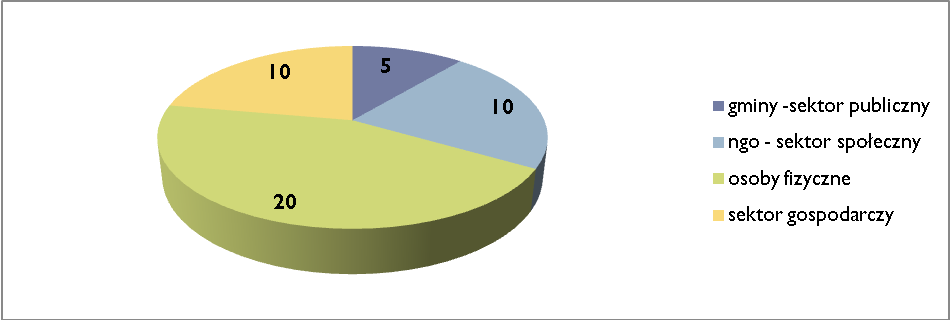 5
10
10
20
gminy -sektor publiczny
ngo - sektor społeczny
osoby fizyczne
sektor gospodarczy